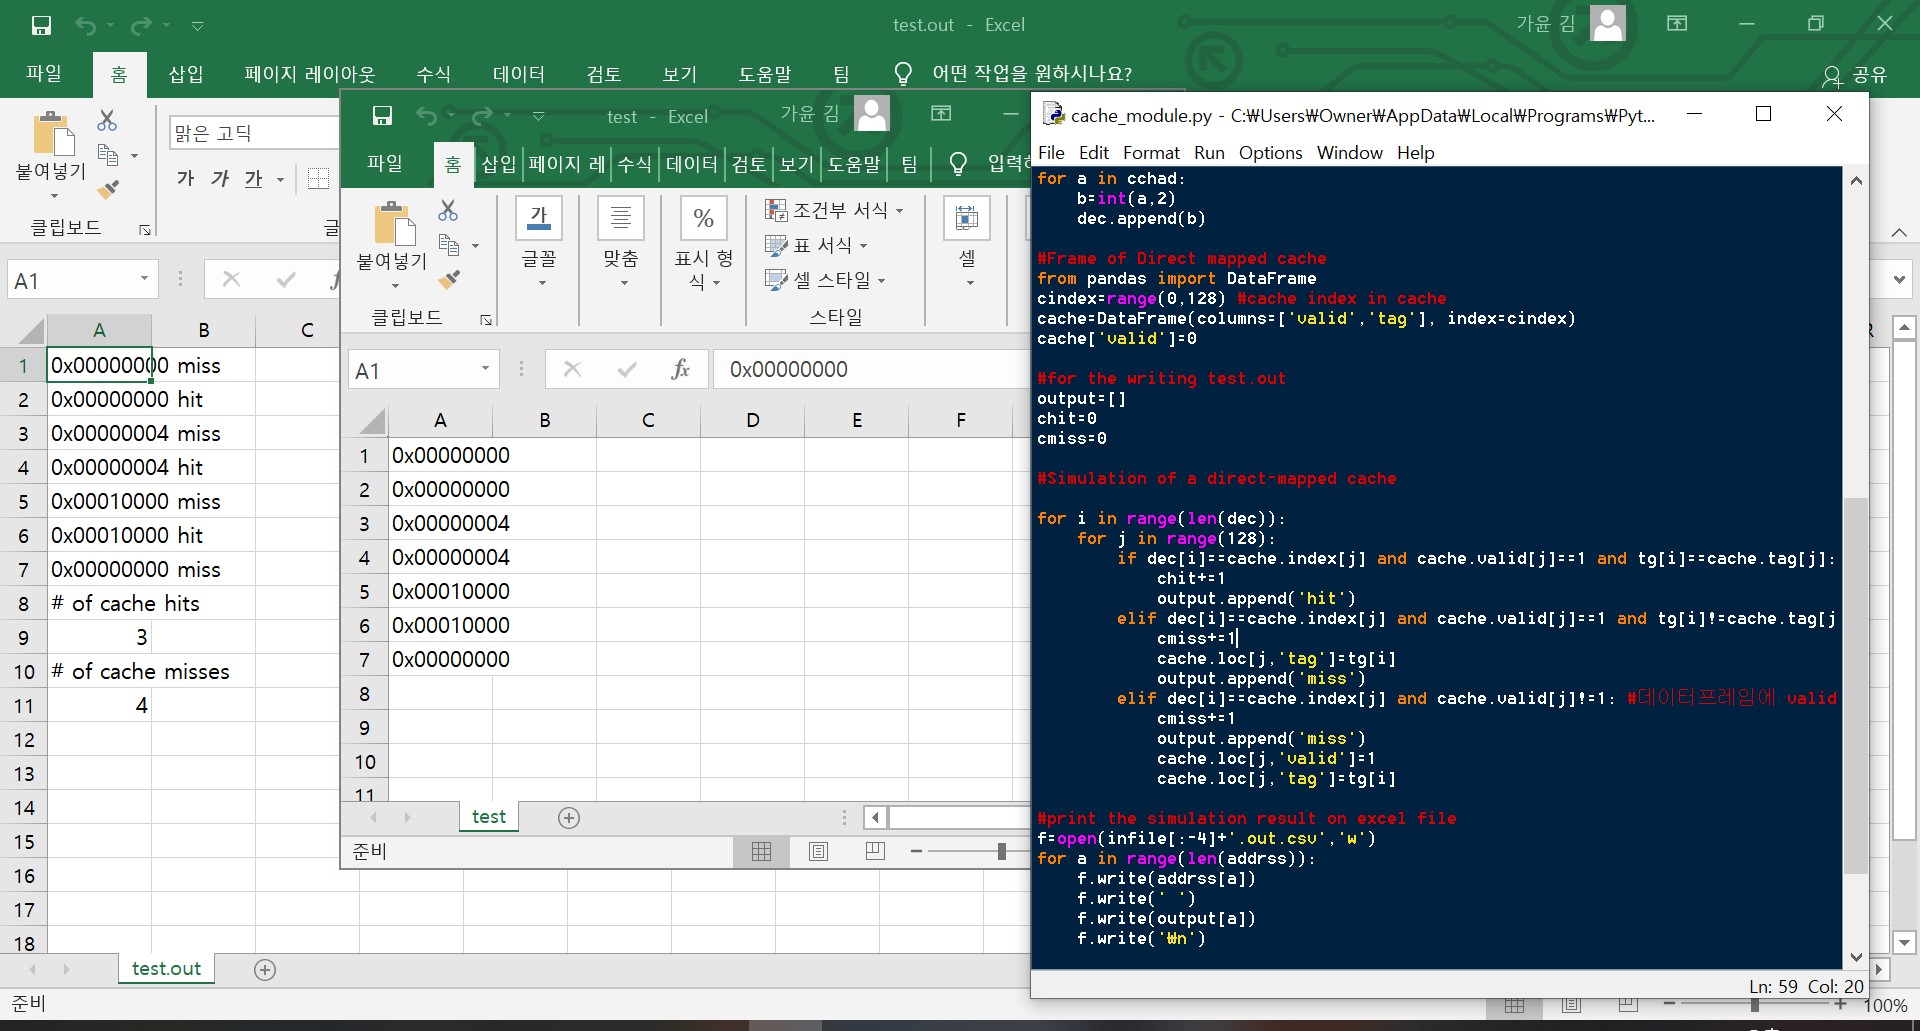 test.out - Excel
가윤 김
파일 홈 삽입 페이지 레이아웃 수식 데이터 검토 보기 도움말 팀 어떤 작업을 원하시나요? 공유
붙여넣기
맑은 고딕
가 가 가
클립보드
A1
A B C
1 0x00000000 miss
2 0x00000000 hit
3 0x00000004 miss
4 0x00000004 hit
5 0x00010000 miss
6 0x00010000 hit
7 0x00000000 miss
8 # of cache hits
9 3
10 # of cache misses
11 4
12
13
14
15
16
17
18
test.out
준비
100%
test - Excel
가윤 김
파일 홈 삽입 페이지 레 수식 데이터 검토 보기 도움말 팀
붙여넣기
클립보드
가
글꼴
맞춤
%
표시 형
식
조건부 서식
표 서식
셀 스타일
스타일
셀
A1
fx 0x00000000
A B C D E F
1 0x00000000
2 0x00000000
3 0x00000004
4 0x00000004
5 0x00010000
6 0x00010000
7 0x00000000
8
9
10
11
test
준비
cache_module.py - C:₩Users₩Owner₩AppData₩Local₩Programs₩Pyt...
File Edit Format Run Options Window Help
for a in cchad:
    b=int(a,2)
    dec.append(b)
#Frame of Direct mapped cache
from pandas import DataFrame
cindex=range(0,128) #cache index in cache
cache=DataFrame(columns=['valid','tag'], index=cindex)
cache['valid']=0
#for the writing test.out
output=[]
chit=0
cmiss=0
#Simulation of a direct-mapped cache
for i in range(len(dec)):
    for j in range(128):
        if dec[i]==cache.index[j] and cache.valid[j]==1 and tg[i]==cache.tag[j]:
            chit+=1
            output.append('hit')
        elif dec[i]==cache.index[j] and cache.valid[j]==1 and tg[i]!=cache.tag[j
            cmiss+=1
            cache.loc[j,'tag']=tg[i]
            output.append('miss')
        elif dec[i]==cache.index[j] and cache.valid[j]!=1: #데이터프레임에 valid
            cmiss+=1
            output.append('miss')
            cache.loc[j,'valid']=1
            cache.loc[j,'tag']=tg[i]
#print the simulation result on excel file
f=open(infile[:-4]+'.out.csv','w')
for a in range(len(addrss)):
    f.write(addrss[a])
    f.write(' ')
    f.write(output[a])
    f.write('₩n')
Ln: 59 Col: 20